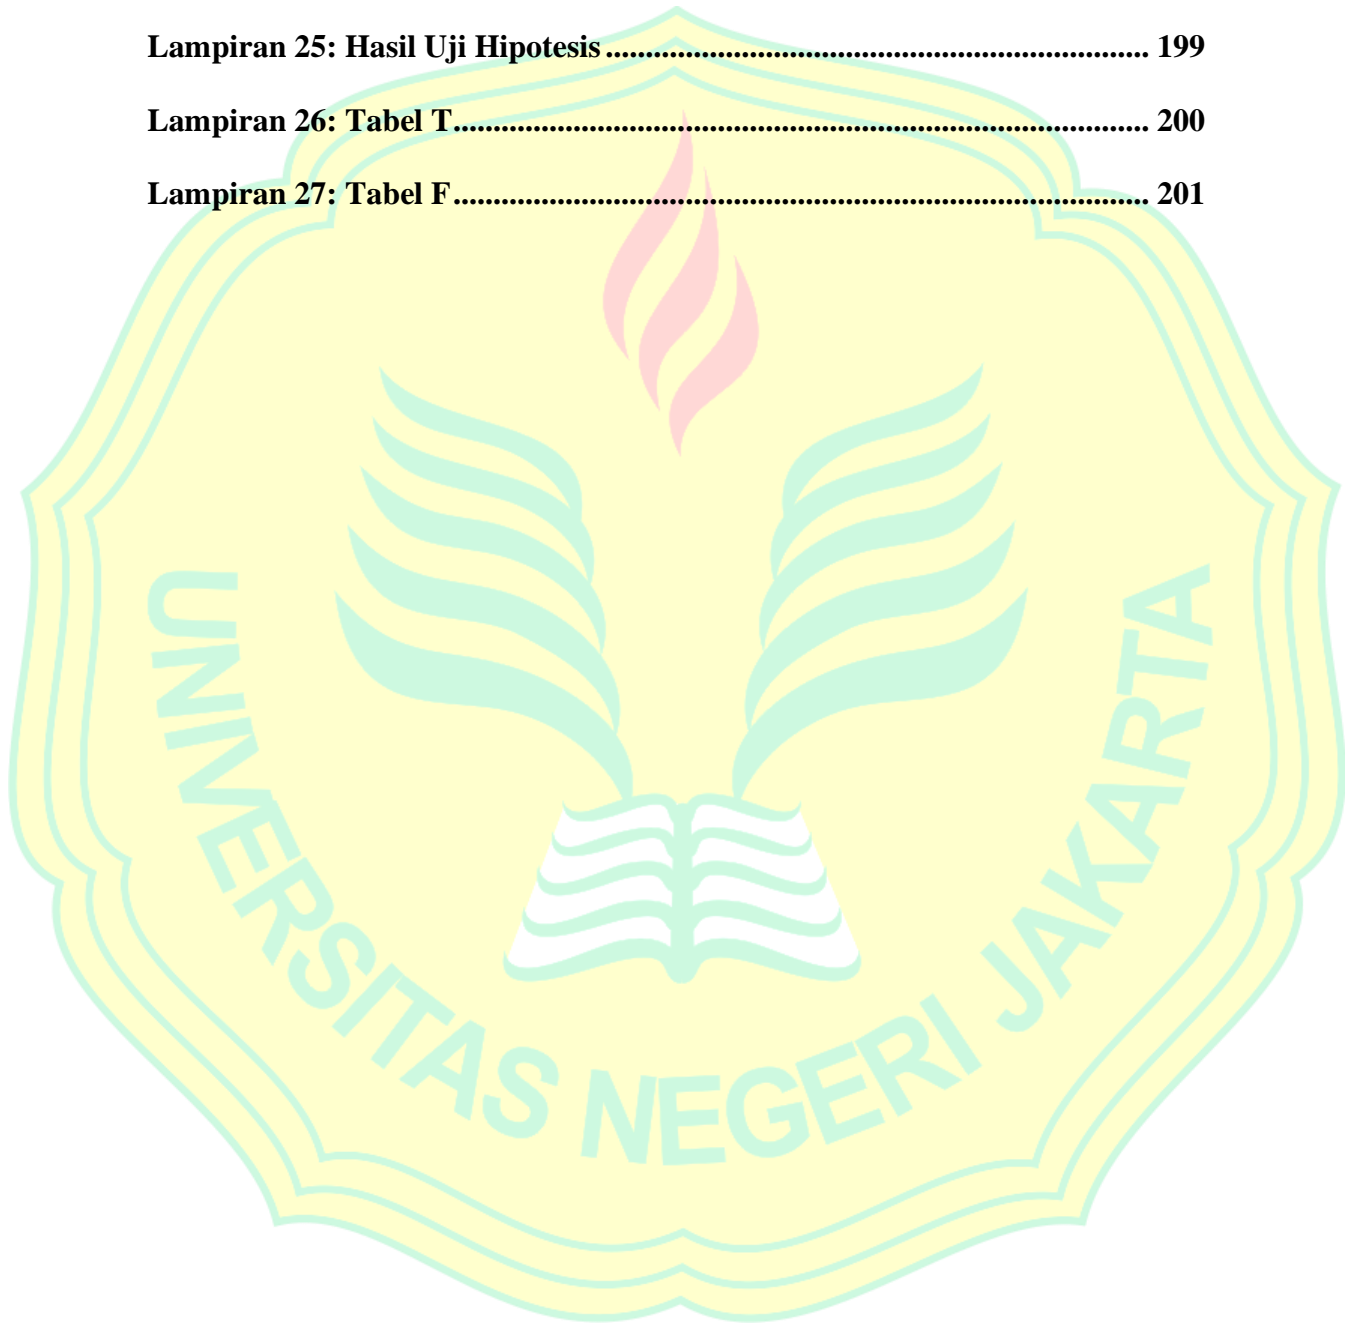 Lampiran 25: Hasil Uji Hipotesis ..................................................................... 199
Lampiran 26: Tabel T......................................................................................... 200
Lampiran 27: Tabel F......................................................................................... 201
UNIVERSITAS NEGERI JAKARTA